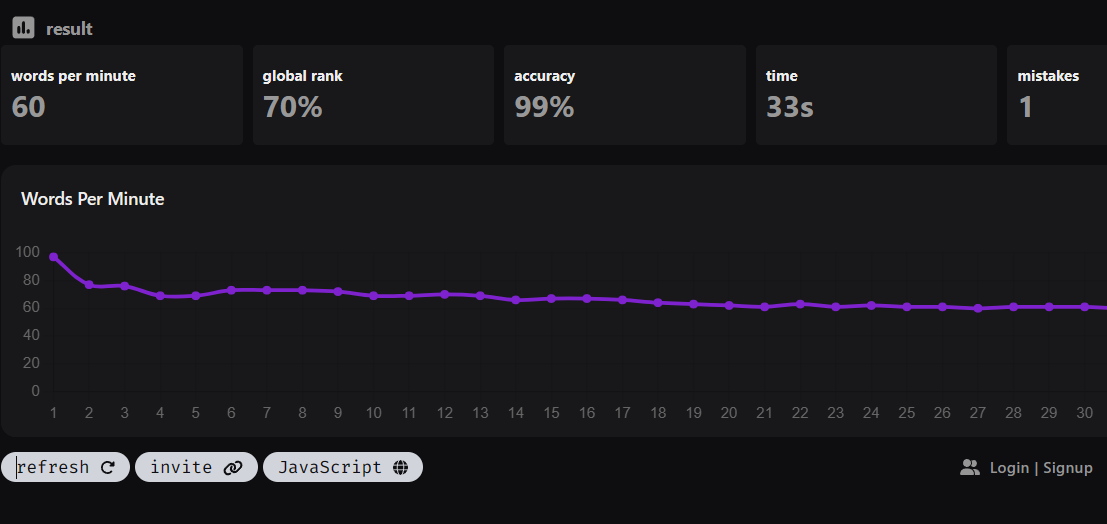 result
words per minute global rank accuracy time mistakes
60 70% 99% 33s 1
Words Per Minute
100
80
60
40
20
0
1 2 3 4 5 6 7 8 9 10 11 12 13 14 15 16 17 18 19 20 21 22 23 24 25 26 27 28 29 30
refresh invite JavaScript Login | Signup